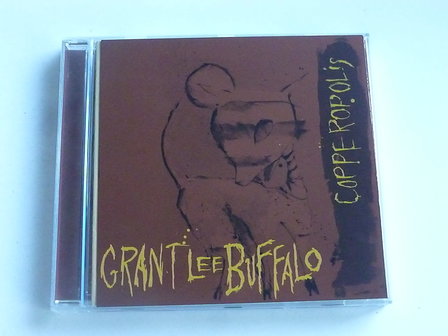 COPPEROPOLIS
GRANT LEE BUFFALO